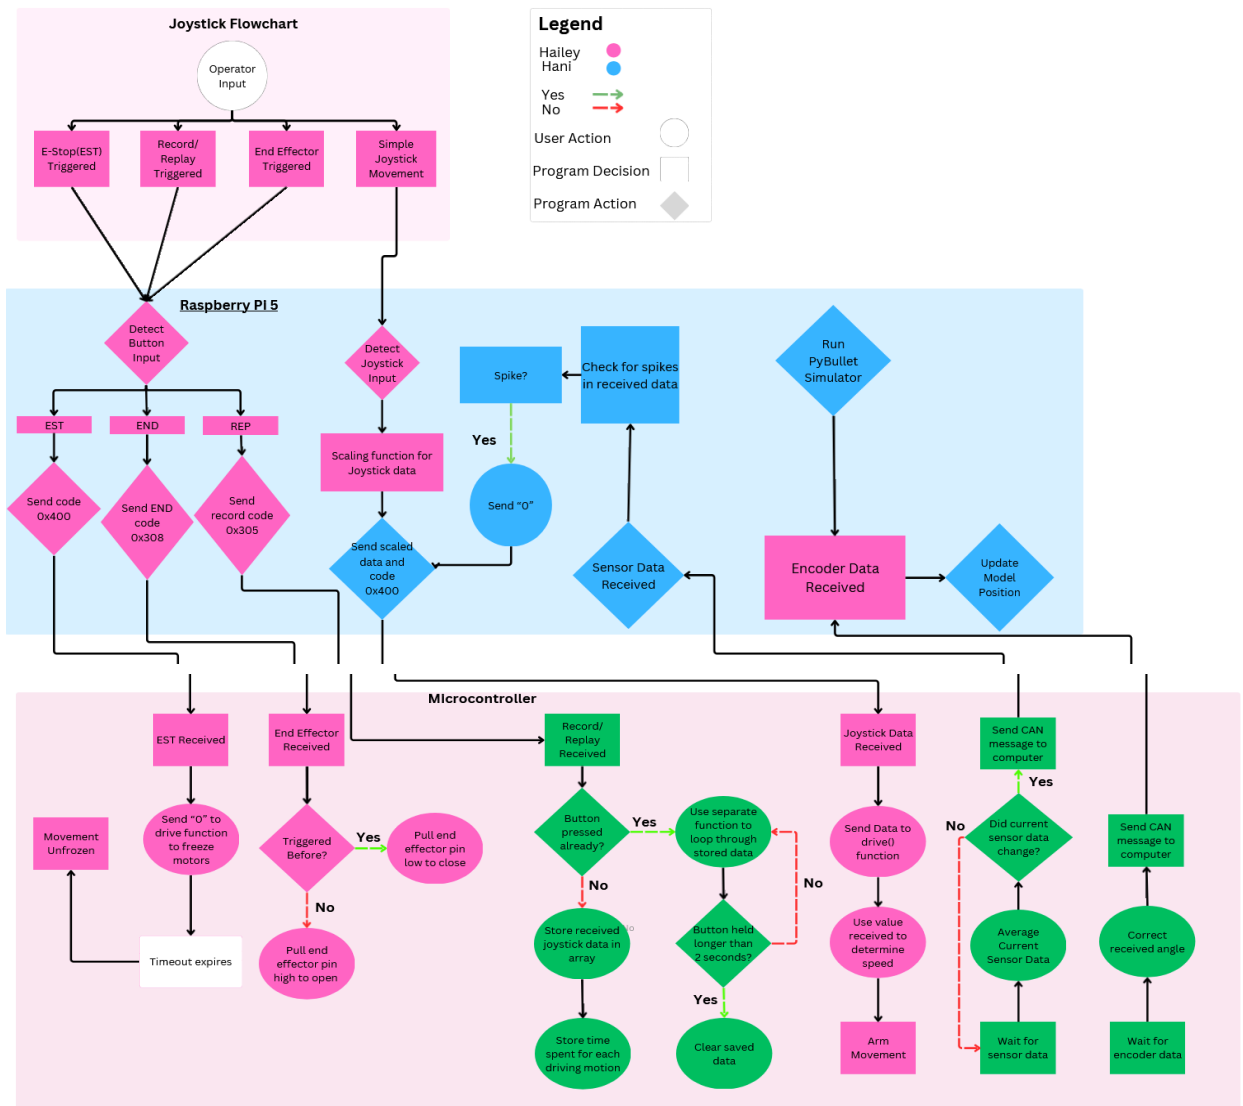 Joystick Flowchart
Operator
Input
E-Stop(EST)
Triggered
Record/
Replay
Triggered
End Effector
Triggered
Simple
Joystick
Movement
Legend
Hailey
Hani
Yes
No
User Action
Program Decision
Program Action
Raspberry PI 5
Detect
Button
Input
EST
END
REP
Send code
0x400
Send END
code
0x308
Send
record code
0x305
Detect
Joystick
Input
Scaling function for
Joystick data
Send scaled
data and
code
0x400
Spike?
Yes
Send “0”
Check for spikes
in received data
Sensor Data
Received
Run
PyBullet
Simulator
Encoder Data
Received
Update
Model
Position
Microcontroller
EST Received
Send “0” to
drive function
to freeze
motors
Movement
Unfrozen
Timeout expires
End Effector
Received
Triggered
Before?
Yes
Pull end
effector pin
low to close
No
Pull end
effector pin
high to open
Record/
Replay
Received
Button
pressed
already?
Yes
Use separate
function to
loop through
stored data
No
No
Store received
joystick data in
array
Store time
spent for each
driving motion
Button held
longer than
2 seconds?
No
Yes
Clear saved
data
Joystick Data
Received
Send Data to
drive()
function
Use value
received to
determine
speed
Arm
Movement
Send CAN
message to
computer
Yes
No
Did current
sensor data
change?
Average
Current
Sensor Data
Wait for
sensor data
Send CAN
message to
computer
Correct
received angle
Wait for
encoder data